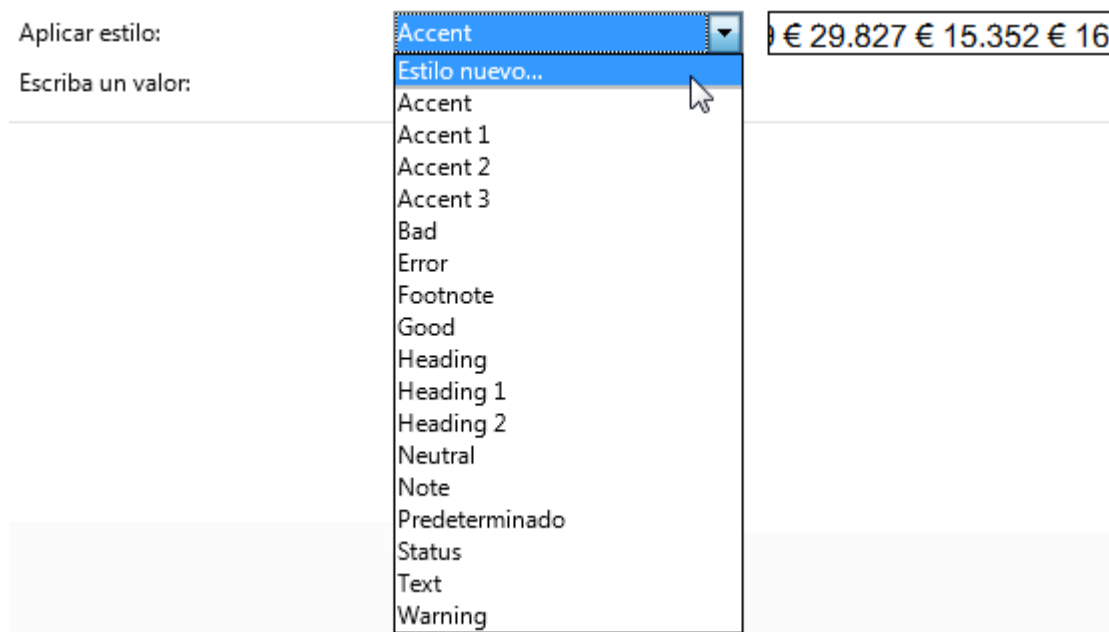 Aplicar estilo:
Accent
€ 29.827 € 15.352 € 16
Escriba un valor:
Estilo nuevo...
Accent
Accent 1
Accent 2
Accent 3
Bad
Error
Footnote
Good
Heading
Heading 1
Heading 2
Neutral
Note
Predeterminado
Status
Text
Warning